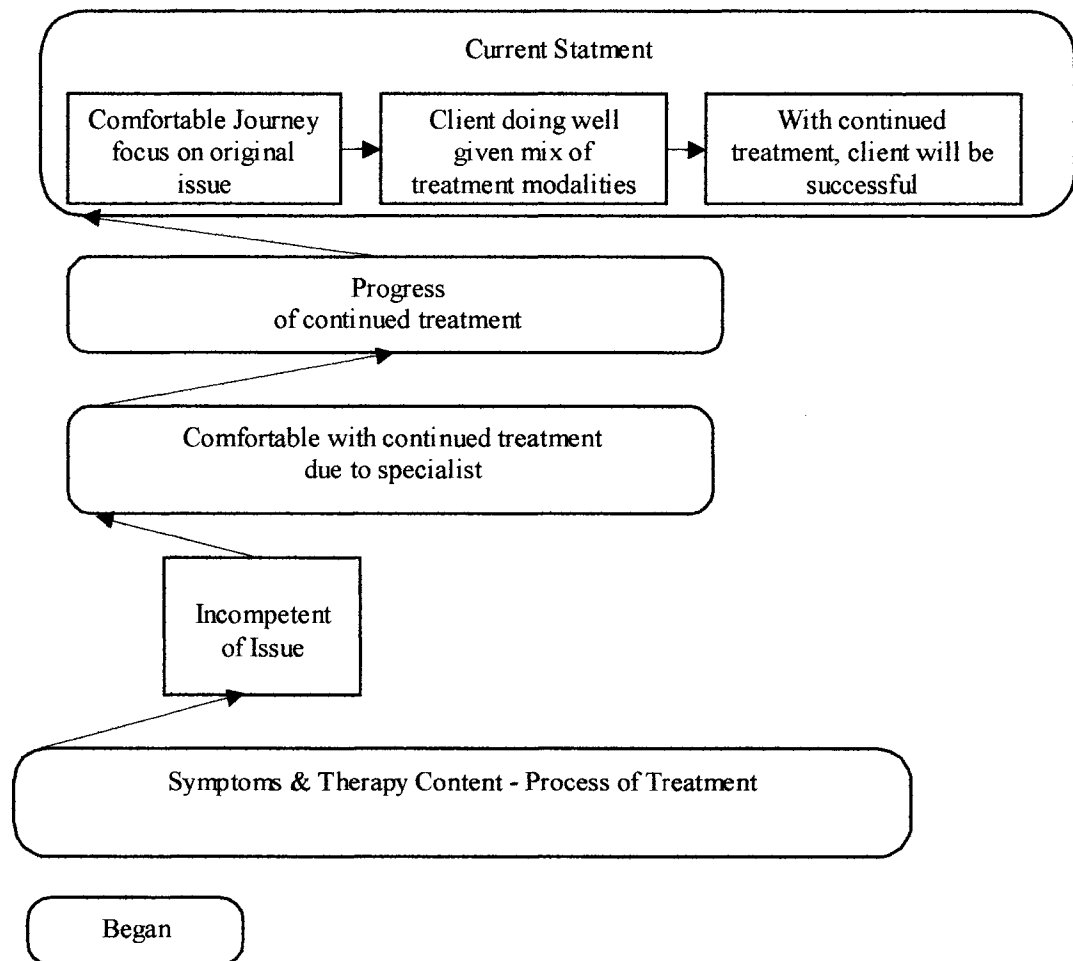 Current Statment
Comfortable Journey
focus on original
issue
Client doing well
given mix of
treatment modalities
With continued
treatment, client will be
successful
Progress
of continued treatment
Comfortable with continued treatment
due to specialist
Incompetent
of Issue
Symptoms & Therapy Content - Process of Treatment
Began